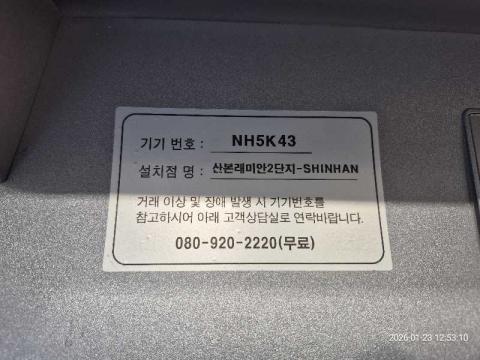 기기 번호 : NH5K43
설치점 명 : 산본래미안2단지-SHINHAN
거래 이상 및 장애 발생 시 기기번호를
참고하시어 아래 고객상담실로 연락바랍니다.
080-920-2220(무료)
2026-01-23 12:53:10